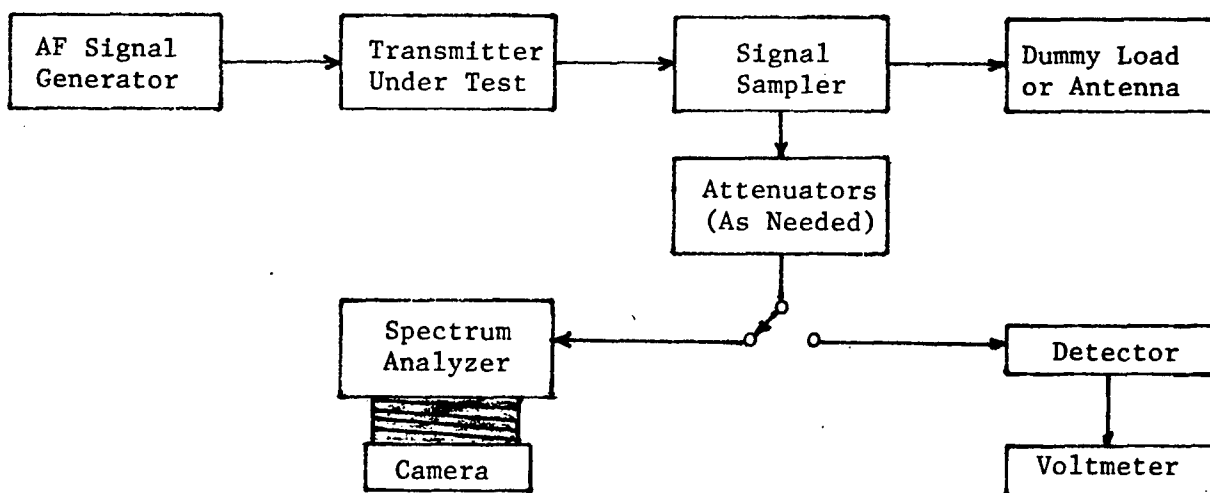 AF Signal
Generator
Transmitter
Under Test
Signal
Sampler
Dummy Load
or Antenna
Attenuators
(As Needed)
Spectrum
Analyzer
Detector
Camera
Voltmeter